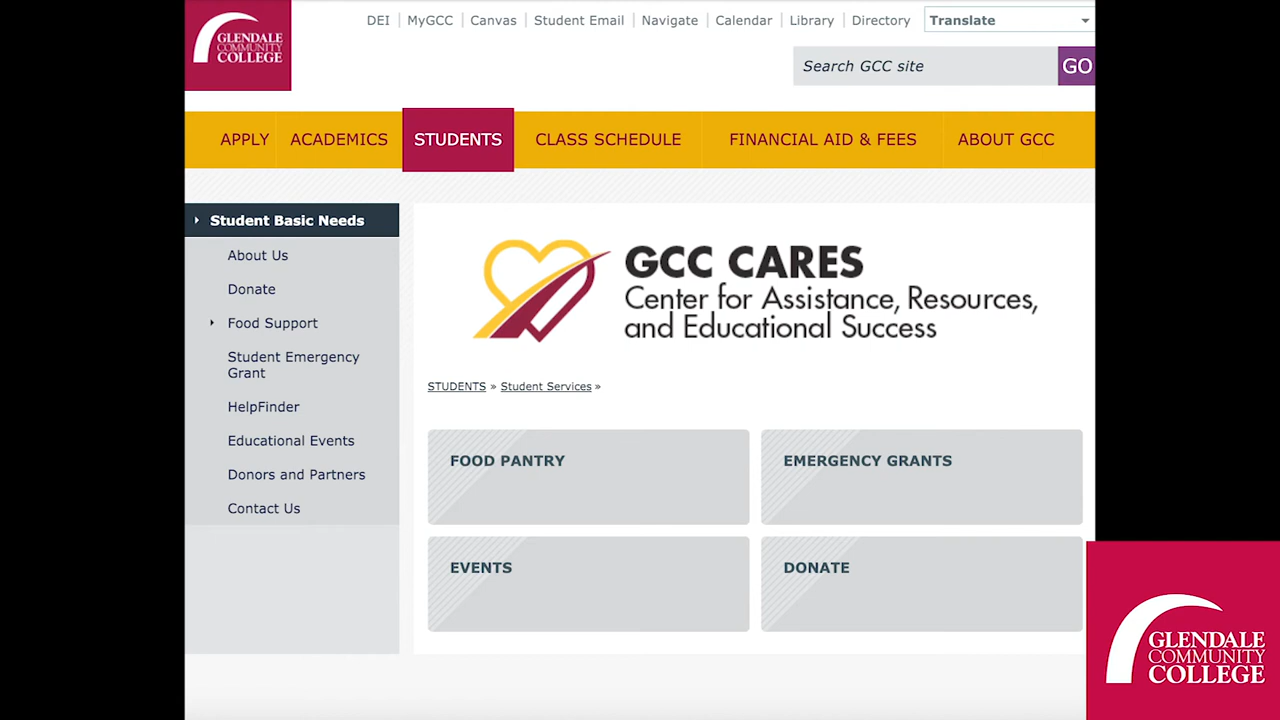 GLENDALE
COMMUNITY
COLLEGE
DEI
MyGCC
Canvas
Student Email
Navigate
Calendar
Library
Directory
Translate
Search GCC site
GO
APPLY
ACADEMICS
STUDENTS
CLASS SCHEDULE
FINANCIAL AID & FEES
ABOUT GCC
Student Basic Needs
About Us
Donate
Food Support
Student Emergency
Grant
HelpFinder
Educational Events
Donors and Partners
Contact Us
GCC CARES
Center for Assistance, Resources,
and Educational Success
STUDENTS » Student Services »
FOOD PANTRY
EMERGENCY GRANTS
EVENTS
DONATE
GLENDALE
COMMUNITY
COLLEGE